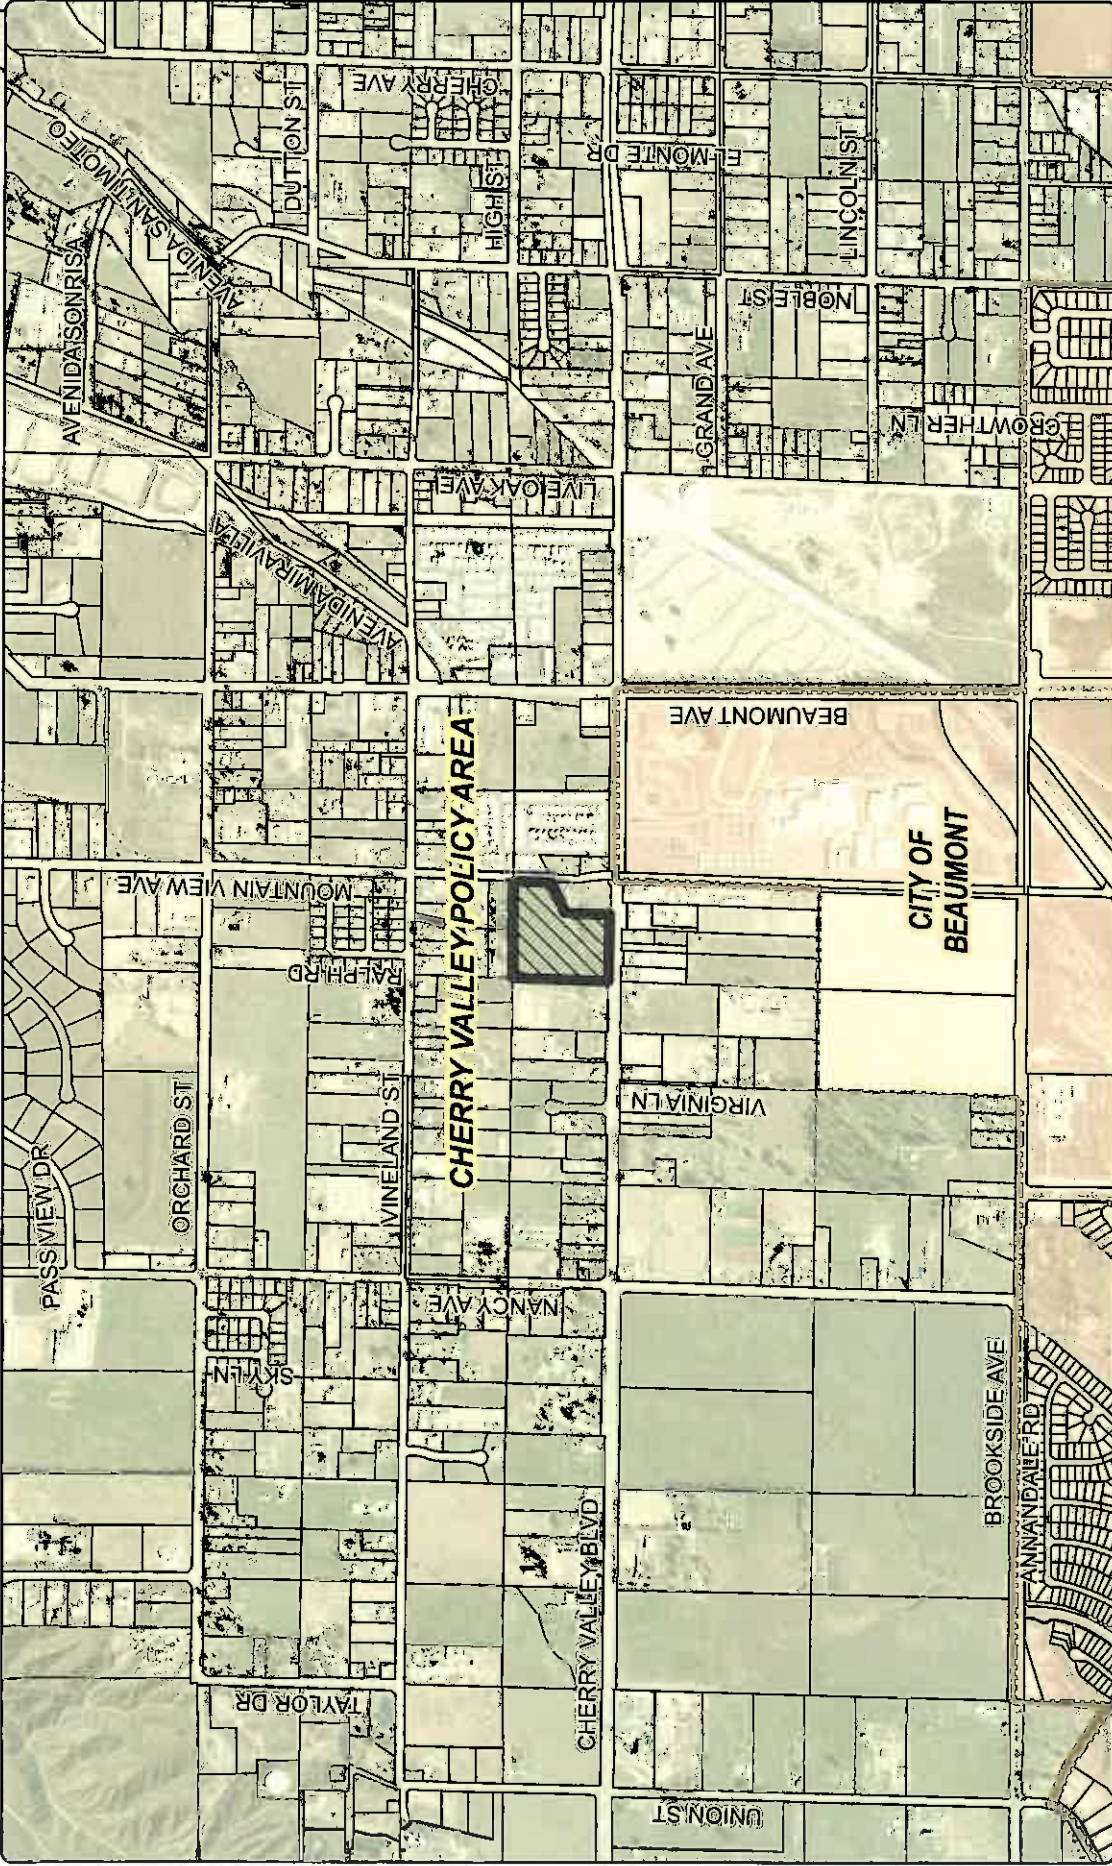 CHERRY AVE
DUTTON ST
AVENIDA SAN TIMOTEO
AVENIDA SONRISA
EL MONTE DR
HIGH ST
LINCOLN ST
NOBLE ST
GRAND AVE
CROWTHER LN
LIVE OAK AVE
AVENIDA MIRAVILLA
BEAUMONT AVE
MOUNTAIN VIEW AVE
CHERRY VALLEY POLICY AREA
CITY OF
BEAUMONT
RALPH RD
VIRGINIA LN
ORCHARD ST
VINELAND ST
PASS VIEW DR
NANCY AVE
SKY LN
BROOKSIDE AVE
ANNANDALE RD
CHERRY VALLEY BLVD
TAYLOR DR
UNION ST